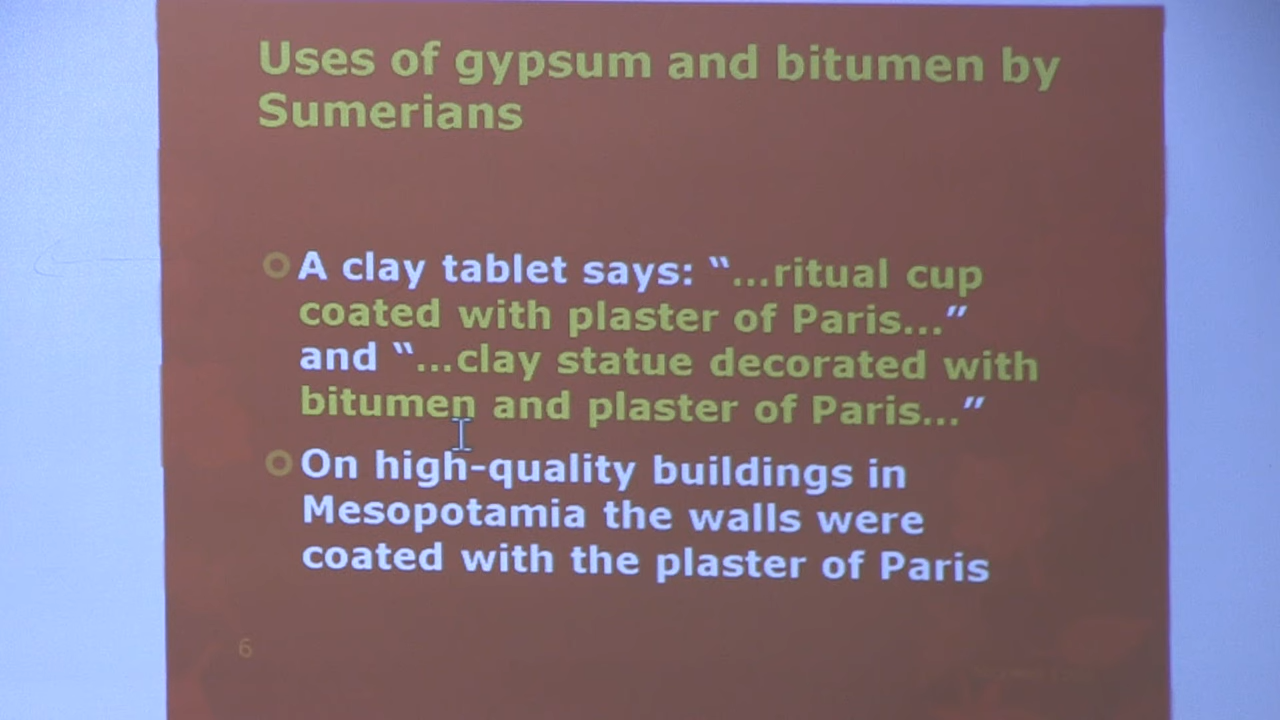 Uses of gypsum and bitumen by
Sumerians
A clay tablet says: “...ritual cup
coated with plaster of Paris...”
and “...clay statue decorated with
bitumen and plaster of Paris...”
On high-quality buildings in
Mesopotamia the walls were
coated with the plaster of Paris
6